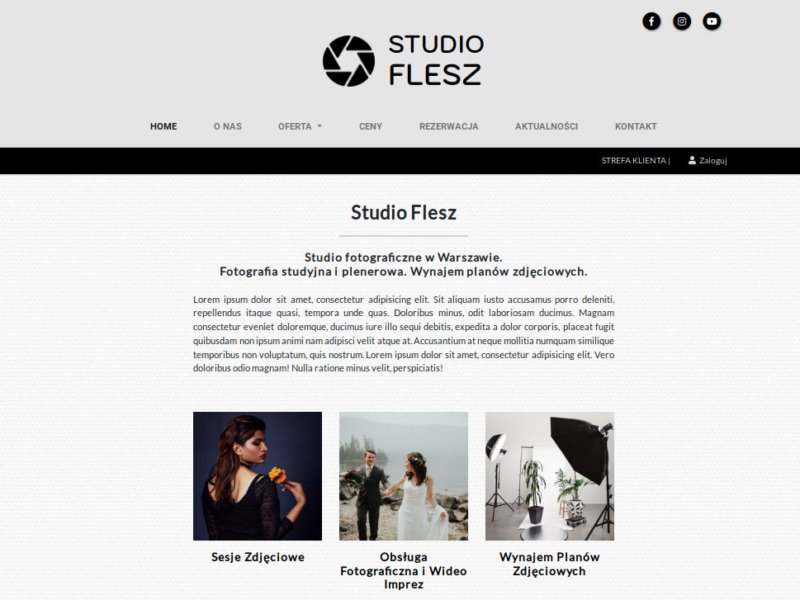 STUDIO
FLESZ
HOME O NAS OFERTA CENY REZERWACJA AKTUALNOŚCI KONTAKT
STREFA KLIENTA | Zaloguj
Studio Flesz
Studio fotograficzne w Warszawie.
Fotografia studyjna i plenerowa. Wynajem planów zdjęciowych.
Lorem ipsum dolor sit amet, consectetur adipisicing elit. Sit aliquam iusto accusamus porro deleniti,
repellendus itaque quasi, tempora unde quas. Doloribus minus, odit laboriosam ducimus. Magnam
consectetur eveniet doloremque, ducimus iure illo sequi debitis, expedita a dolor corporis, placeat fugit
quibusdam non ipsum animi nam adipisci velit atque at. Accusantium at neque mollitia numquam similique
temporibus non voluptatum, quis nostrum. Lorem ipsum dolor sit amet, consectetur adipisicing elit. Vero
doloribus odio magnam! Nulla ratione minus velit, perspiciatis!
Sesje Zdjęciowe
Obsługa
Fotograficzna i Wideo
Imprez
Wynajem Planów
Zdjęciowych